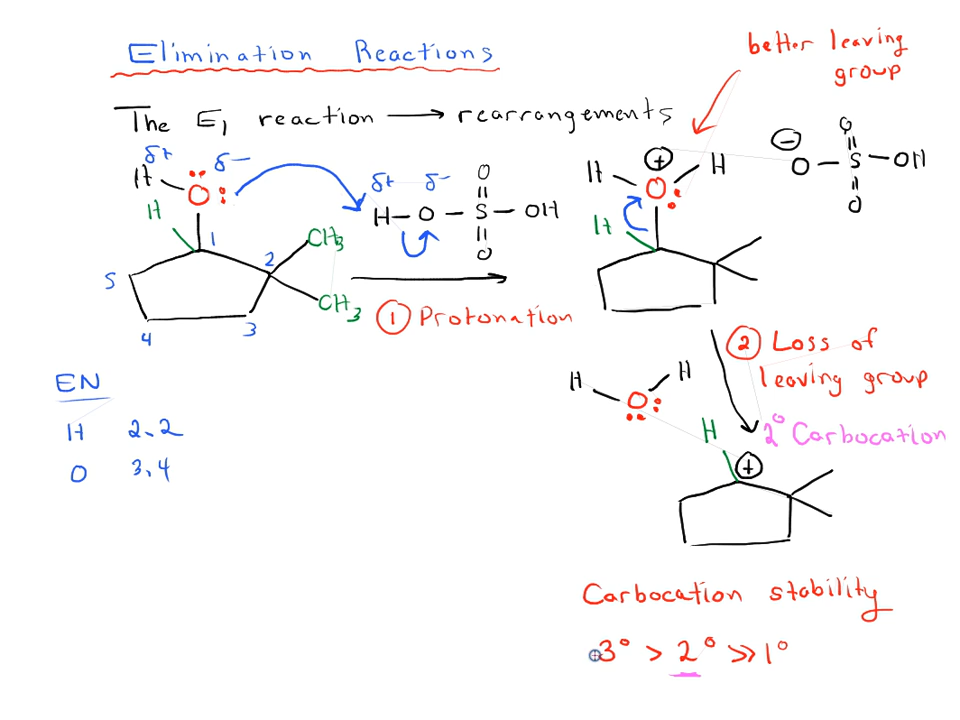 Elimination Reactions
better leaving
group
The E1 reaction → rearrangements
δ+ δ-
H O
H
1
2
3
4
5
CH3
CH3
δ+ δ-
H-O-S-OH
O
O
① Protonation
⊕
H O H
H
⊖
O-S-OH
O
O
② Loss of
leaving group
H O H
2° Carbocation
H
⊕
EN
H 2.2
O 3.4
Carbocation stability
3° > 2° >> 1°